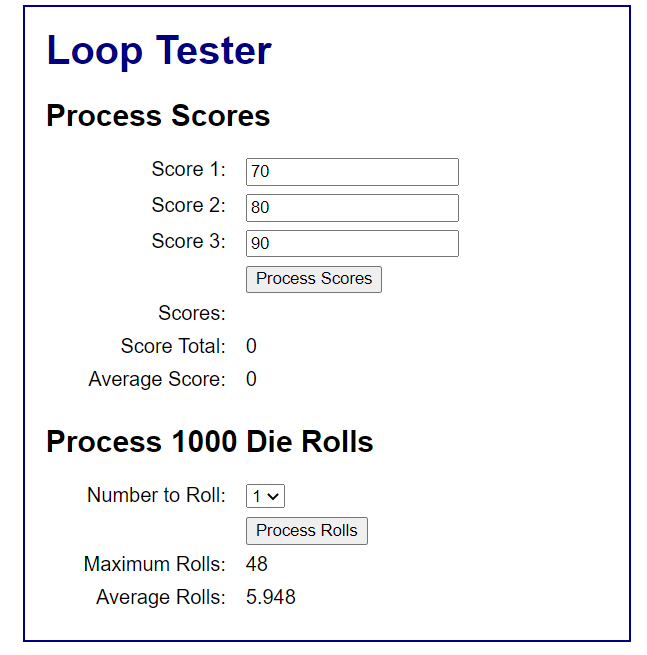 Loop Tester
Process Scores
Score 1: 70
Score 2: 80
Score 3: 90
Process Scores
Scores:
Score Total: 0
Average Score: 0
Process 1000 Die Rolls
Number to Roll: 1
Process Rolls
Maximum Rolls: 48
Average Rolls: 5.948